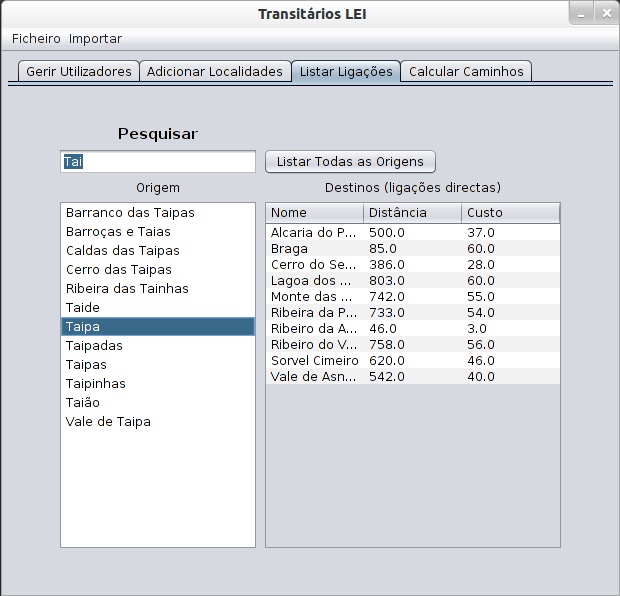 Transitários LEI
Ficheiro Importar
Gerir Utilizadores Adicionar Localidades Listar Ligações Calcular Caminhos
Pesquisar
Tai Listar Todas as Origens
Origem Destinos (ligações directas)
Barranco das Taipas
Barroças e Taias
Caldas das Taipas
Cerro das Taipas
Ribeira das Tainhas
Taide
Taipa
Taipadas
Taipas
Taipinhas
Taião
Vale de Taipa
Nome Distância Custo
Alcaria do P... 500.0 37.0
Braga 85.0 60.0
Cerro do Se... 386.0 28.0
Lagoa dos ... 803.0 60.0
Monte das ... 742.0 55.0
Ribeira da P... 733.0 54.0
Ribeiro da A... 46.0 3.0
Ribeiro do V... 758.0 56.0
Sorvel Cimeiro 620.0 46.0
Vale de Asn... 542.0 40.0